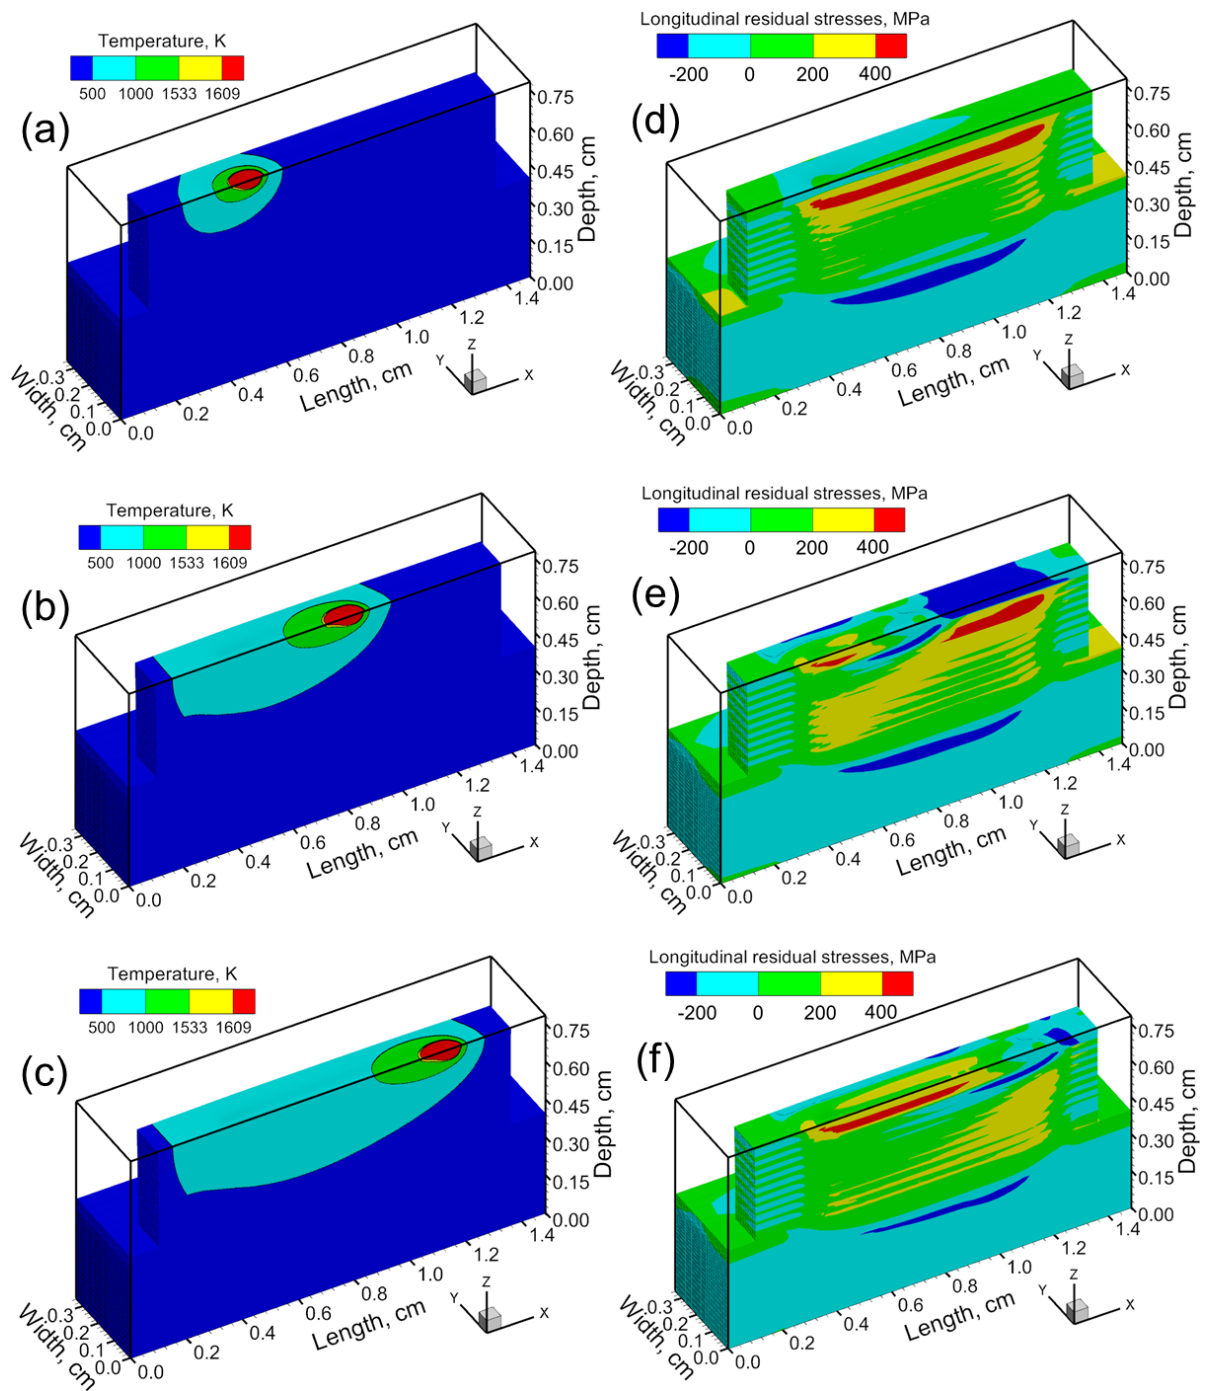 Temperature, K
500 1000 1533 1609
(a)
0.75
0.60
0.45
0.30
0.15
0.00
Depth, cm
0.3
0.2
0.1
0.0
Width, cm
0.0 0.2 0.4 0.6 0.8 1.0 1.2 1.4
Length, cm
Z
Y
X
Longitudinal residual stresses, MPa
-200 0 200 400
(d)
0.75
0.60
0.45
0.30
0.15
0.00
Depth, cm
0.3
0.2
0.1
0.0
Width, cm
0.0 0.2 0.4 0.6 0.8 1.0 1.2 1.4
Length, cm
Z
Y
X
Temperature, K
500 1000 1533 1609
(b)
0.75
0.60
0.45
0.30
0.15
0.00
Depth, cm
0.3
0.2
0.1
0.0
Width, cm
0.0 0.2 0.4 0.6 0.8 1.0 1.2 1.4
Length, cm
Z
Y
X
Longitudinal residual stresses, MPa
-200 0 200 400
(e)
0.75
0.60
0.45
0.30
0.15
0.00
Depth, cm
0.3
0.2
0.1
0.0
Width, cm
0.0 0.2 0.4 0.6 0.8 1.0 1.2 1.4
Length, cm
Z
Y
X
Temperature, K
500 1000 1533 1609
(c)
0.75
0.60
0.45
0.30
0.15
0.00
Depth, cm
0.3
0.2
0.1
0.0
Width, cm
0.0 0.2 0.4 0.6 0.8 1.0 1.2 1.4
Length, cm
Z
Y
X
Longitudinal residual stresses, MPa
-200 0 200 400
(f)
0.75
0.60
0.45
0.30
0.15
0.00
Depth, cm
0.3
0.2
0.1
0.0
Width, cm
0.0 0.2 0.4 0.6 0.8 1.0 1.2 1.4
Length, cm
Z
Y
X